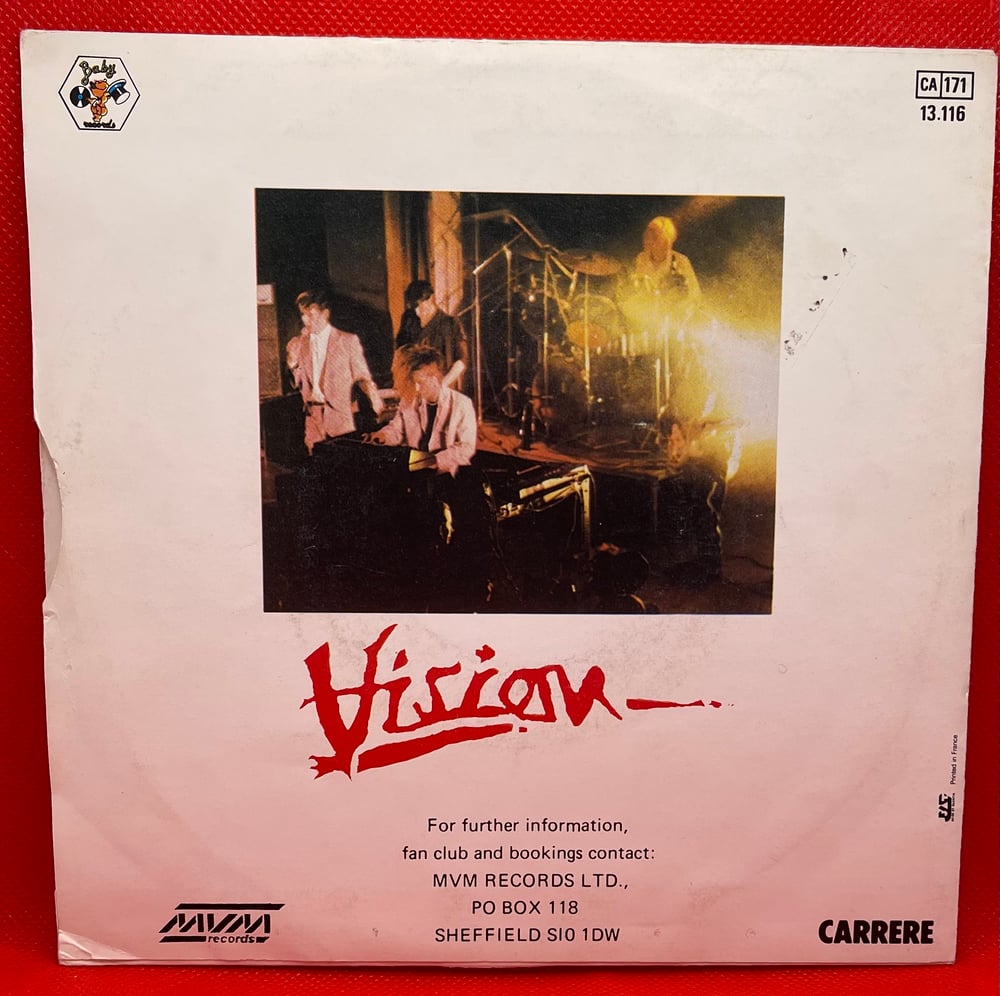 Baby
records
CA 171
13.116
Vision
For further information,
fan club and bookings contact:
MVM RECORDS LTD.,
PO BOX 118
SHEFFIELD SI0 1DW
MVM
records
CARRERE
Printed in France